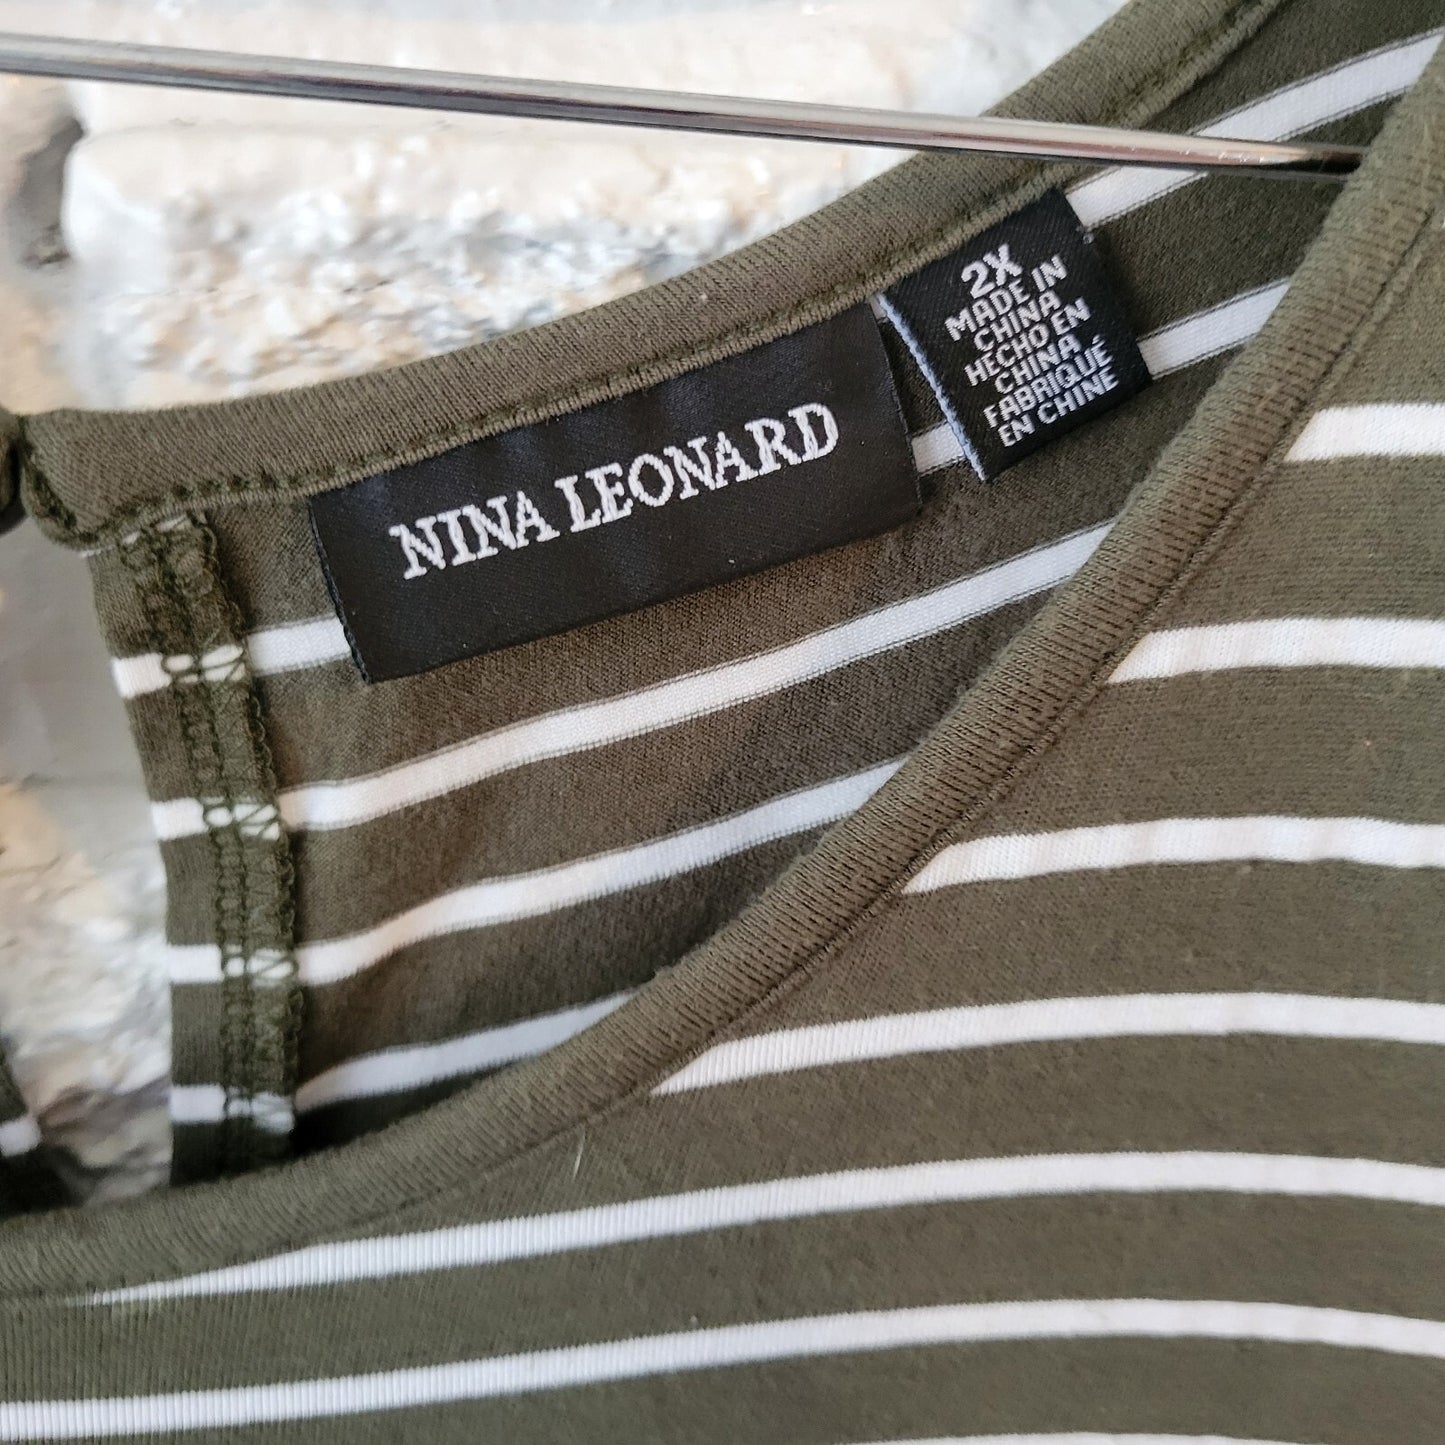 NINA LEONARD
2X
MADE IN
CHINA
HECHO EN
CHINA
FABRIQUÉ
EN CHINE